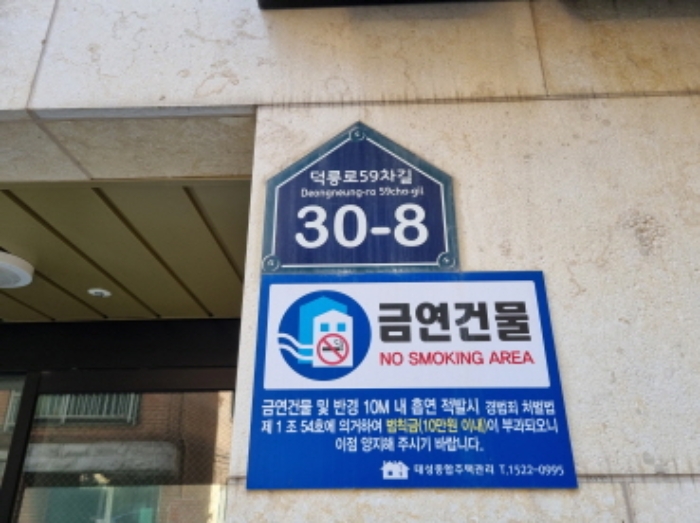 덕릉로59차길
Deongneung-ro 59cha-gil
30-8
금연건물
NO SMOKING AREA
금연건물 및 반경 10M 내 흡연 적발시 경범죄 처벌법
제 1 조 54호에 의거하여 범칙금(10만원 이내)이 부과되오니
이점 양지해 주시기 바랍니다.
대성종합주택관리 T.1522-0995